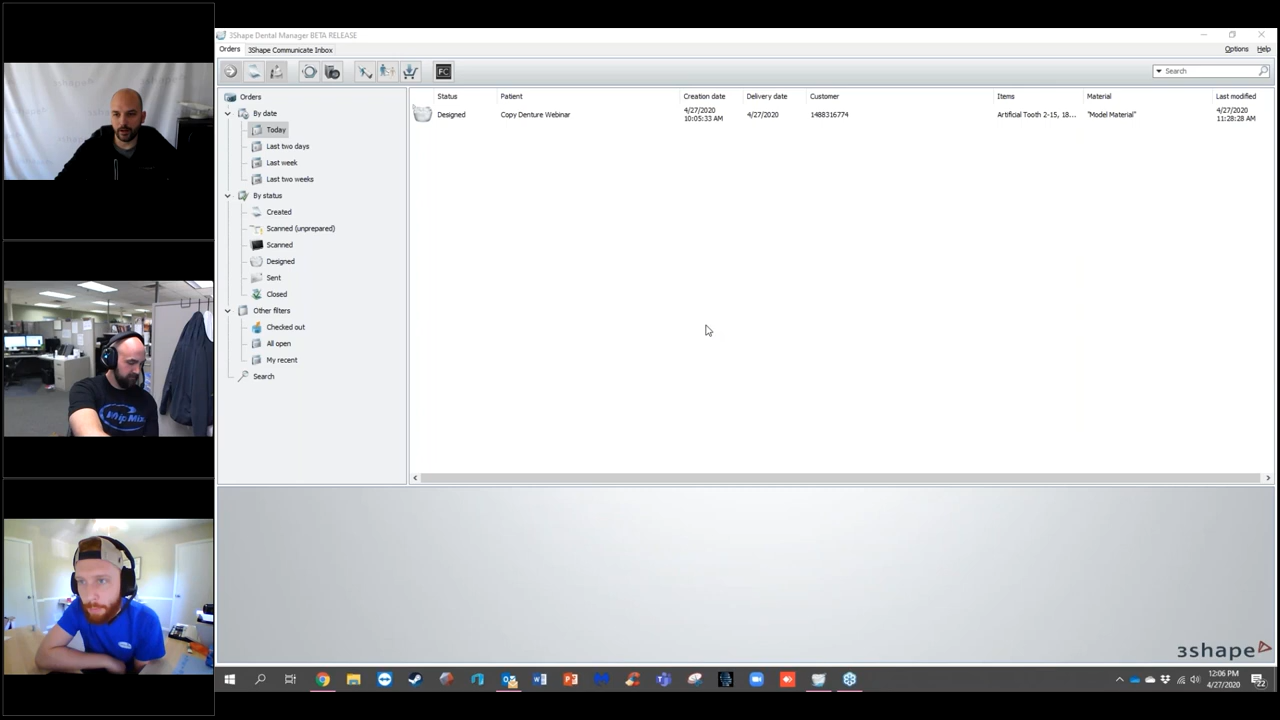 3Shape Dental Manager BETA RELEASE
Orders 3Shape Communicate Inbox Options Help
FC Search
Orders
By date
Today
Last two days
Last week
Last two weeks
By status
Created
Scanned (unprepared)
Scanned
Designed
Sent
Closed
Other filters
Checked out
All open
My recent
Search
Status Patient Creation date Delivery date Customer Items Material Last modified
Designed Copy Denture Webinar 4/27/2020 10:05:33 AM 4/27/2020 1488316774 Artificial Tooth 2-15, 18... "Model Material" 4/27/2020 11:28:28 AM
Whip Mix
3shape
12:06 PM
4/27/2020
22